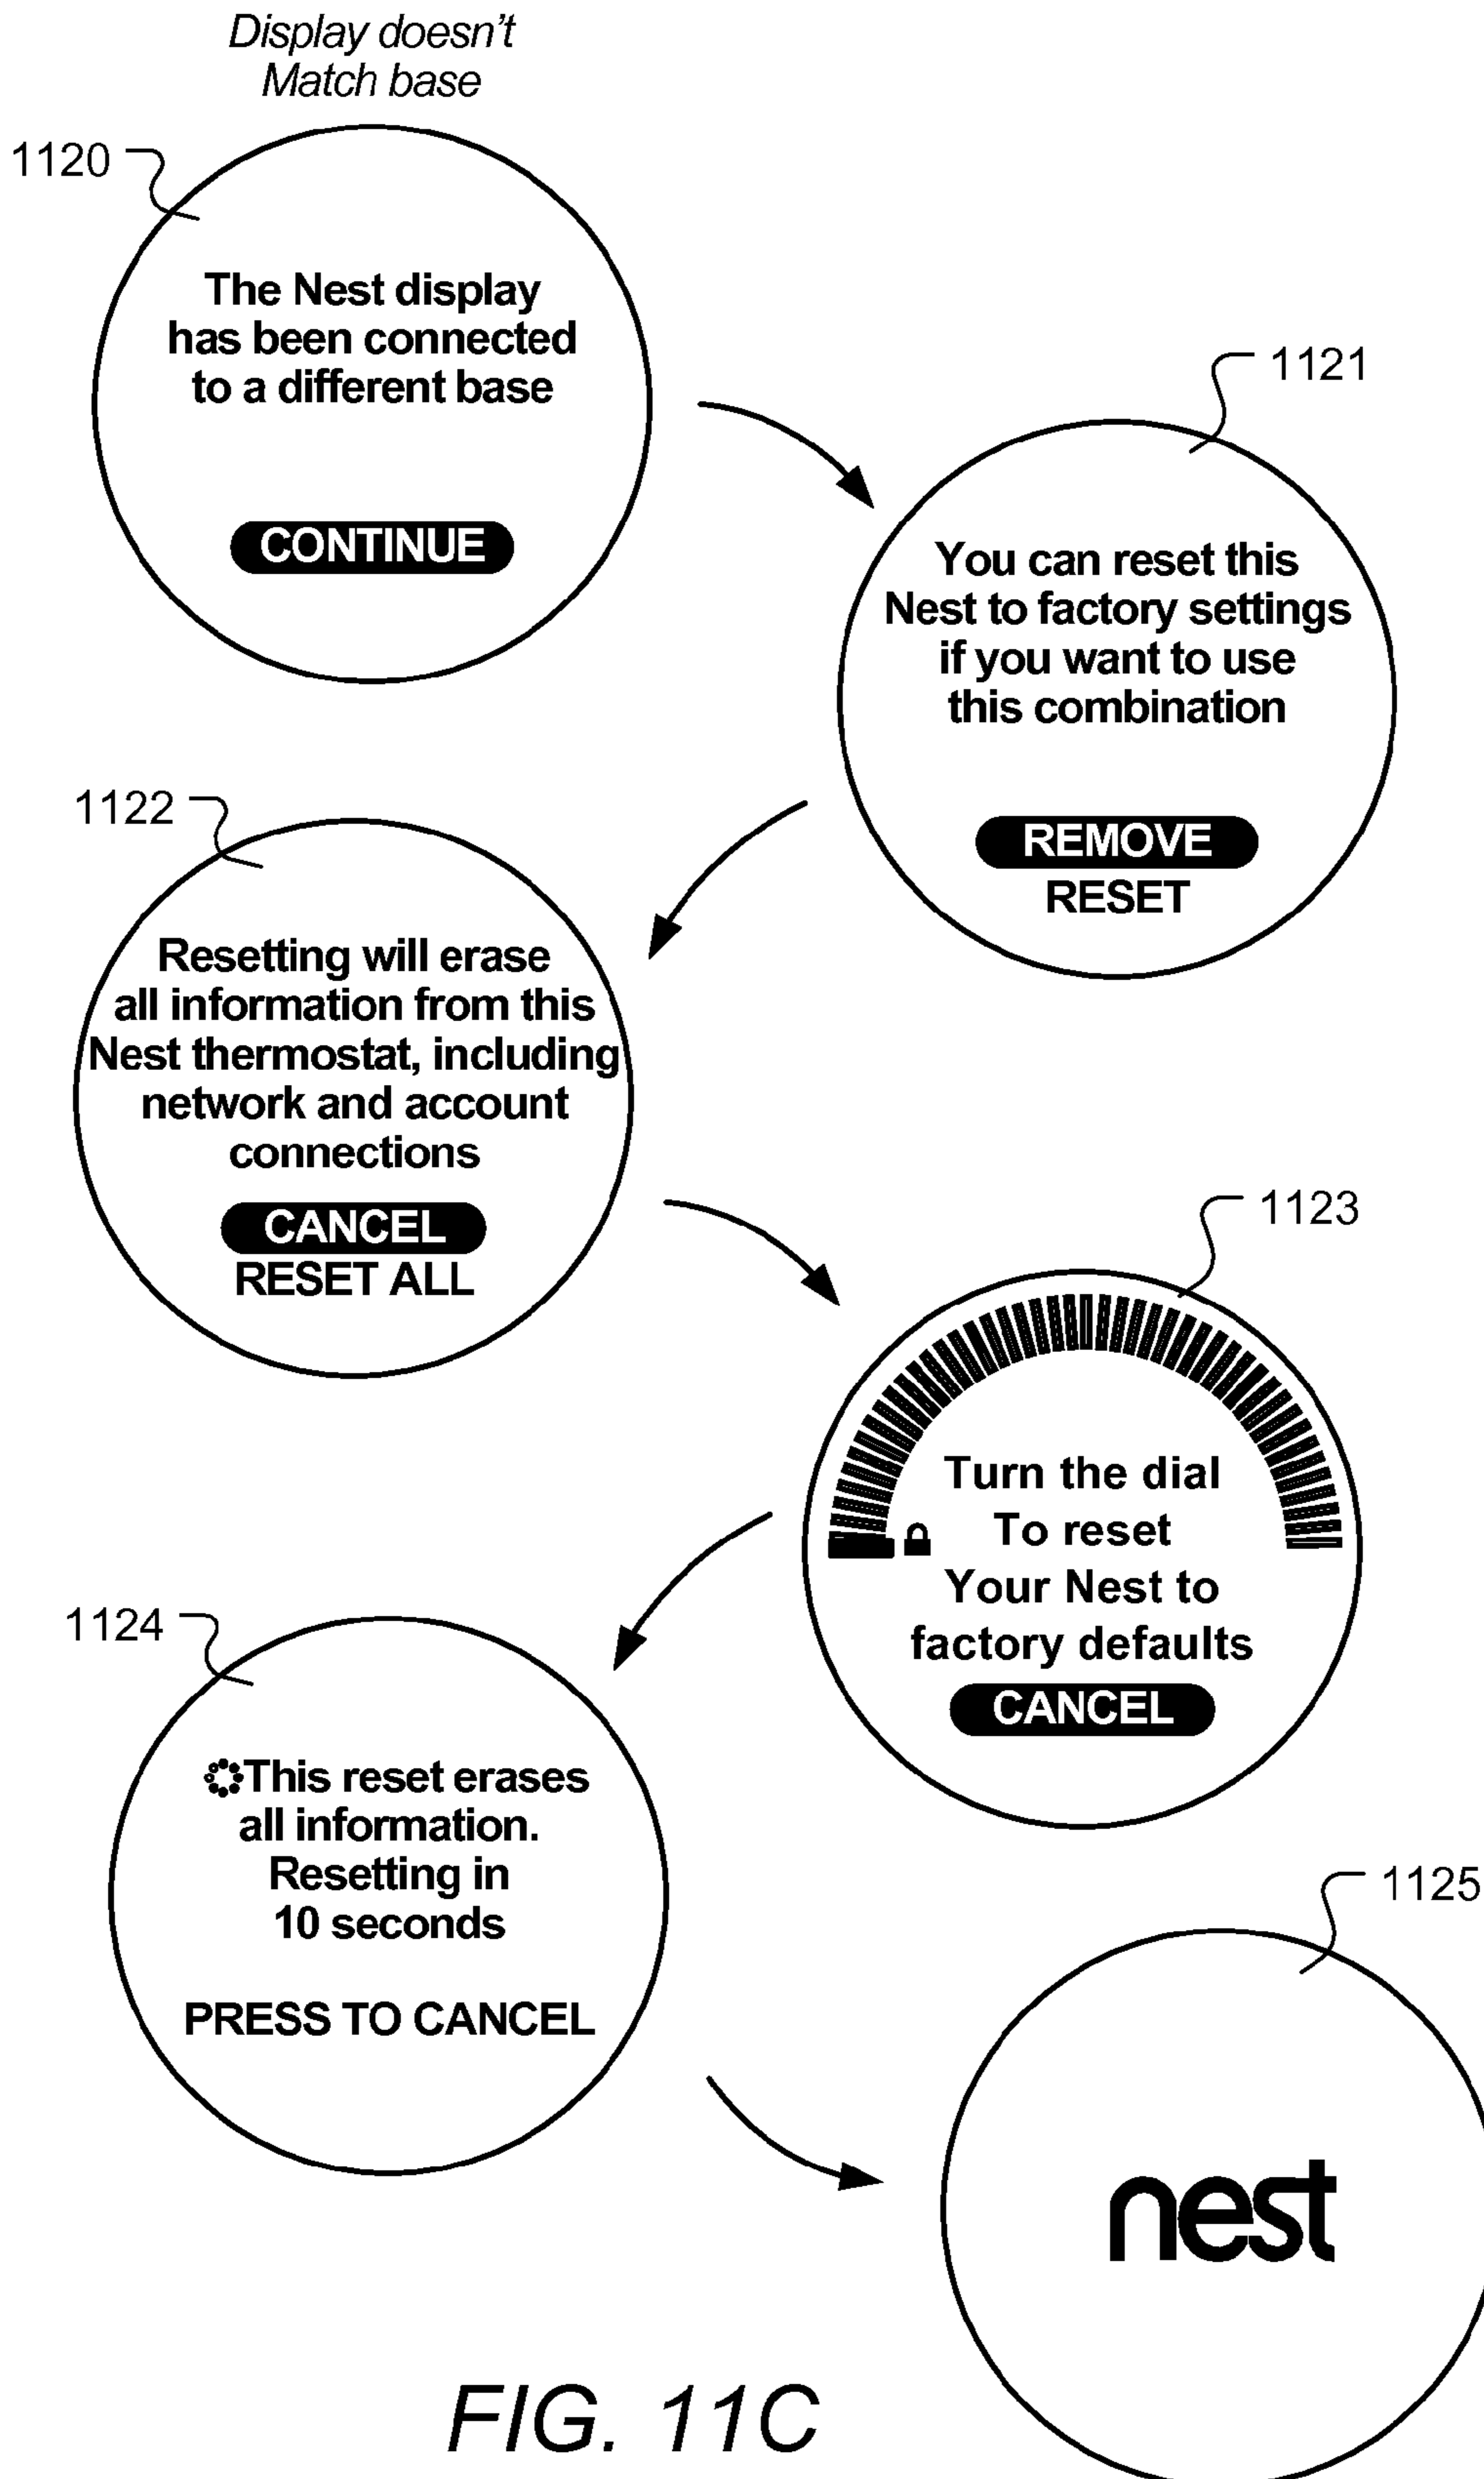 Display doesn't
Match base
1120
The Nest display
has been connected
to a different base
CONTINUE
1121
You can reset this
Nest to factory settings
if you want to use
this combination
REMOVE
RESET
1122
Resetting will erase
all information from this
Nest thermostat, including
network and account
connections
CANCEL
RESET ALL
1123
Turn the dial
To reset
Your Nest to
factory defaults
CANCEL
1124
This reset erases
all information.
Resetting in
10 seconds
PRESS TO CANCEL
1125
nest
FIG. 11C